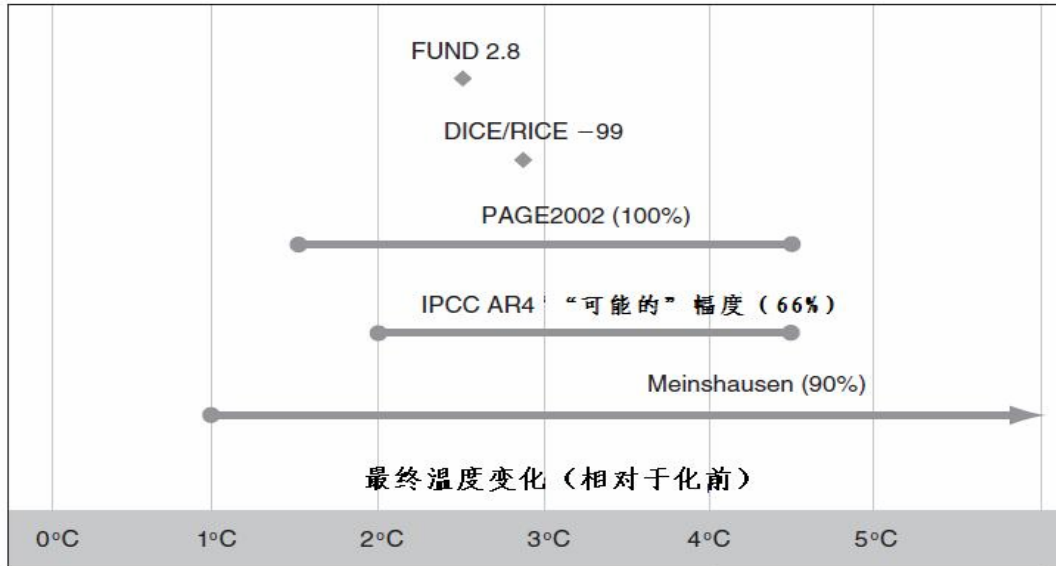 FUND 2.8
DICE/RICE −99
PAGE2002 (100%)
IPCC AR4 “可能的”幅度（66%）
Meinshausen (90%)
最终温度变化（相对于化前）
0°C 1°C 2°C 3°C 4°C 5°C